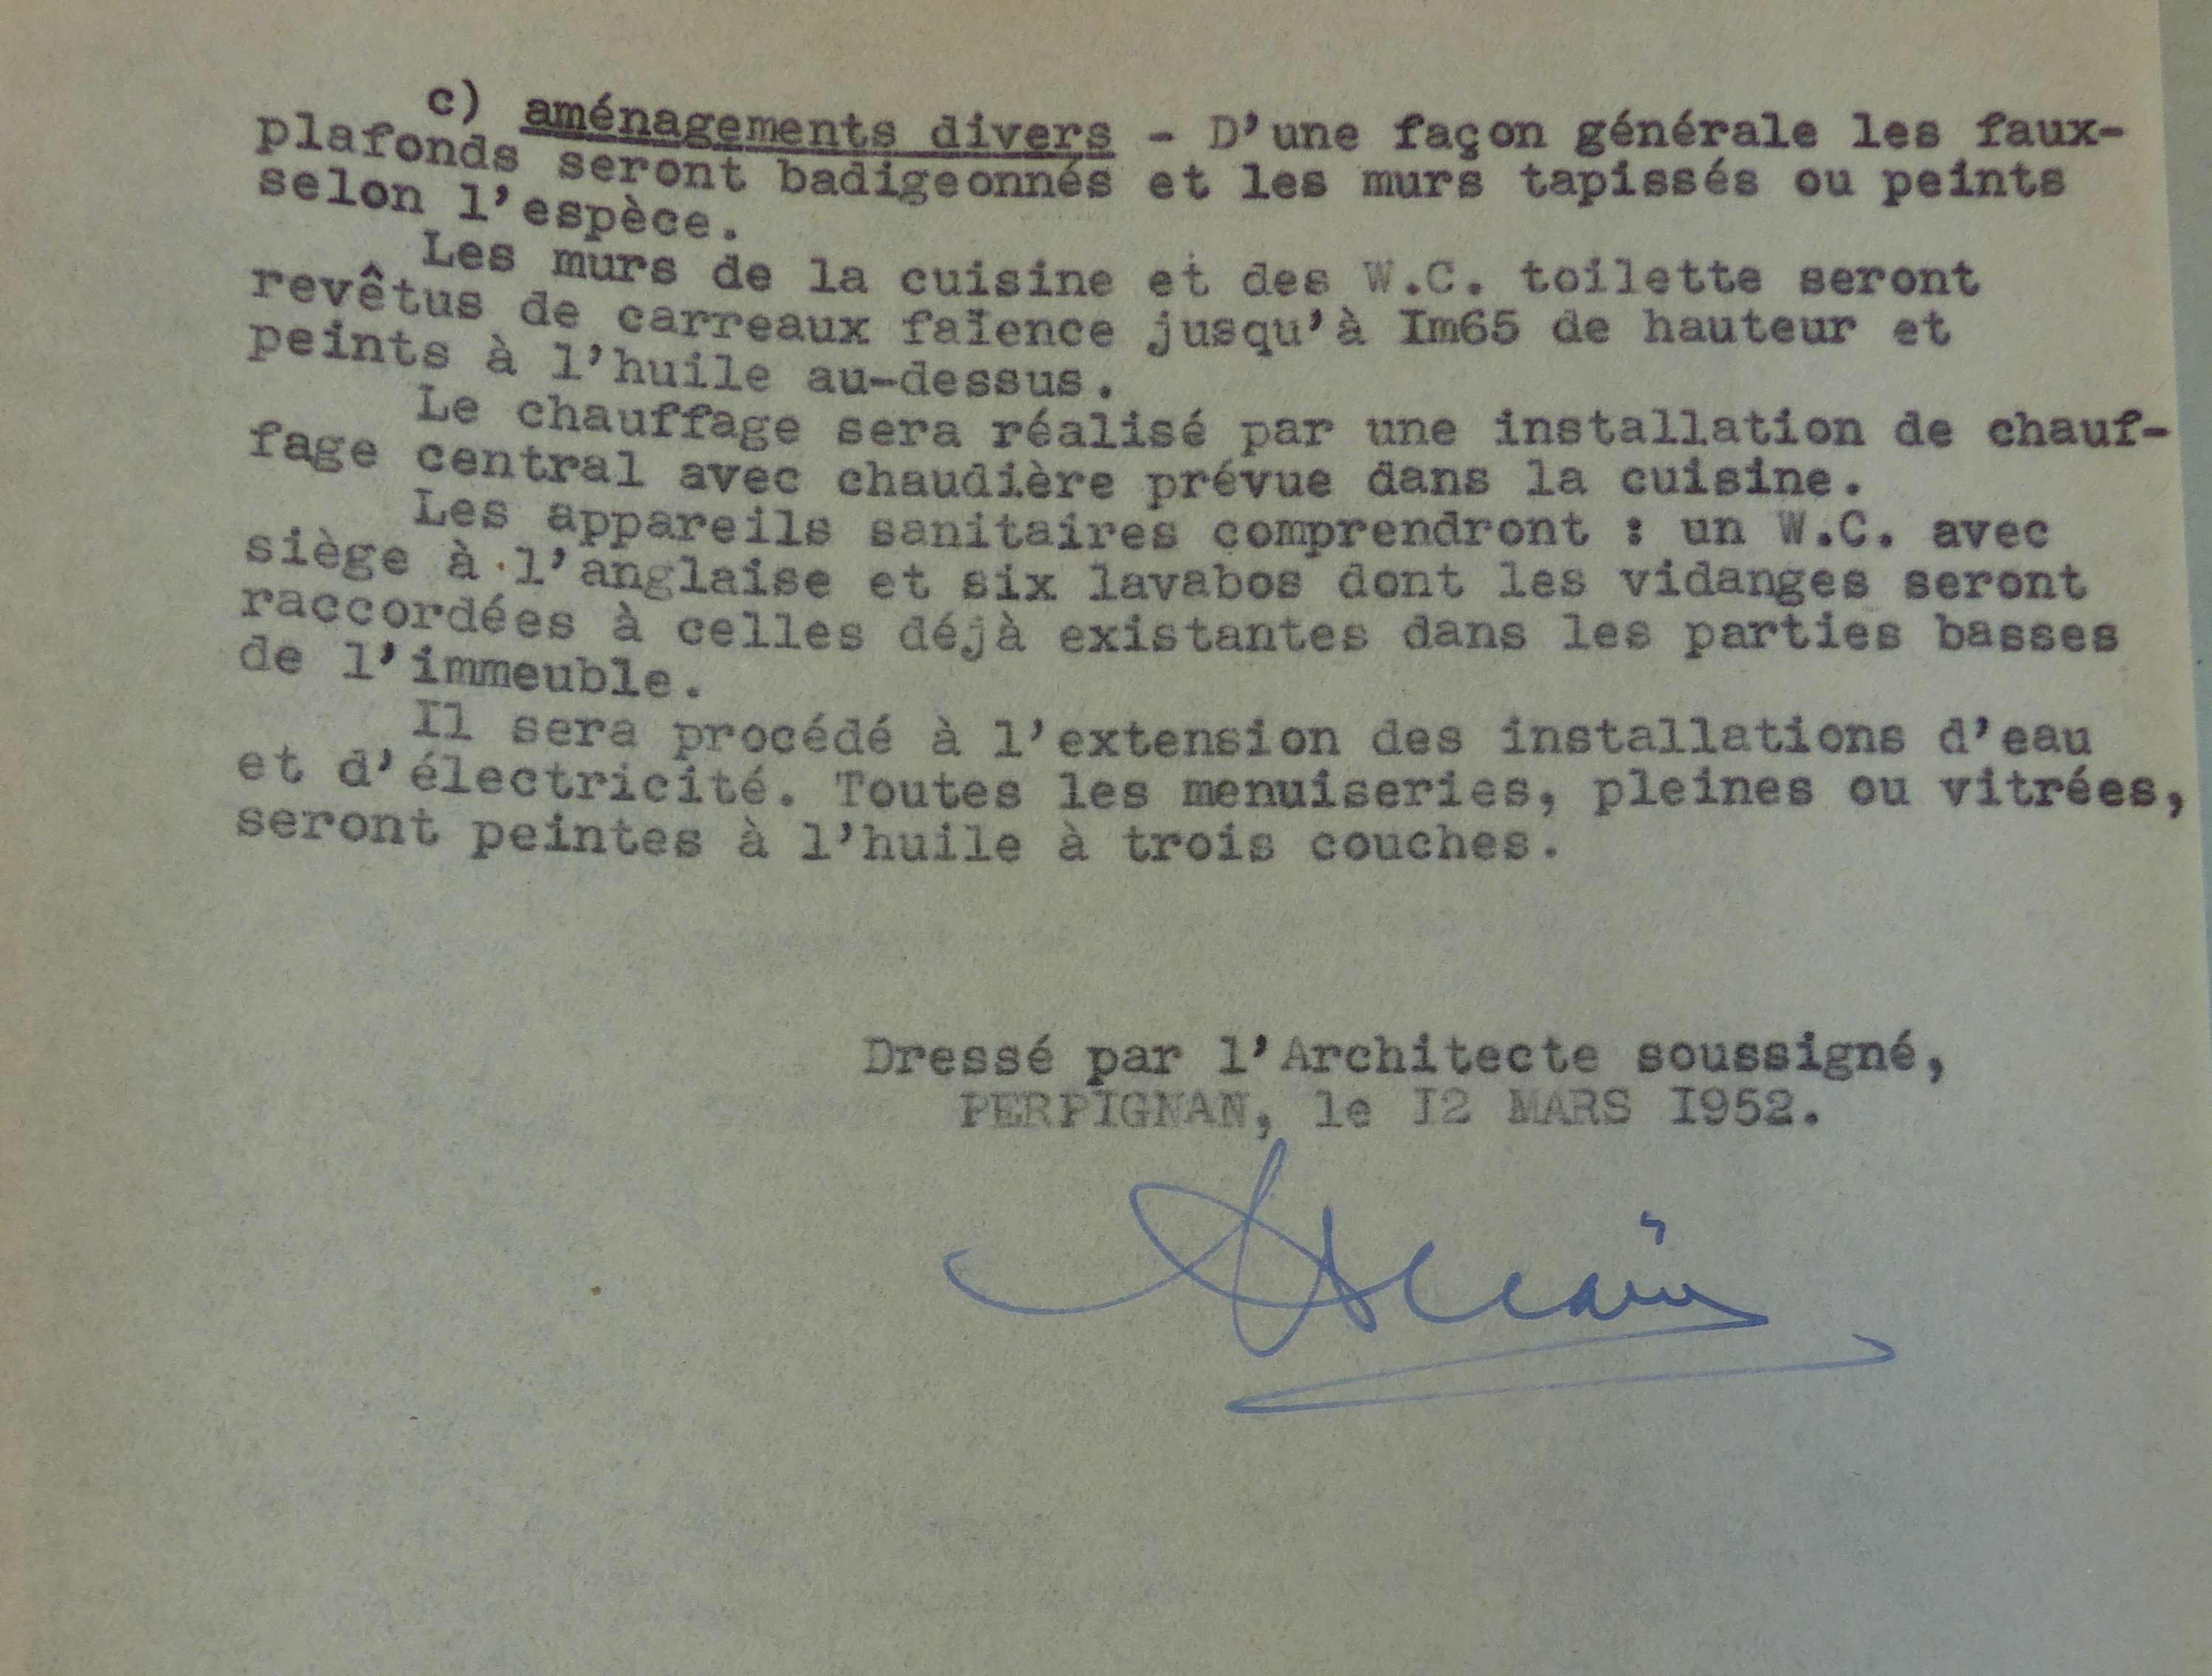 c) aménagements divers - D'une façon générale les faux-
plafonds seront badigeonnés et les murs tapissés ou peints
selon l'espèce.
Les murs de la cuisine et des W.C. toilette seront
revêtus de carreaux faïence jusqu'à Im65 de hauteur et
peints à l'huile au-dessus.
Le chauffage sera réalisé par une installation de chauf-
fage central avec chaudière prévue dans la cuisine.
Les appareils sanitaires comprendront : un W.C. avec
siège à l'anglaise et six lavabos dont les vidanges seront
raccordées à celles déjà existantes dans les parties basses
de l'immeuble.
Il sera procédé à l'extension des installations d'eau
et d'électricité. Toutes les menuiseries, pleines ou vitrées,
seront peintes à l'huile à trois couches.
Dressé par l'Architecte soussigné,
PERPIGNAN, le I2 MARS I952.